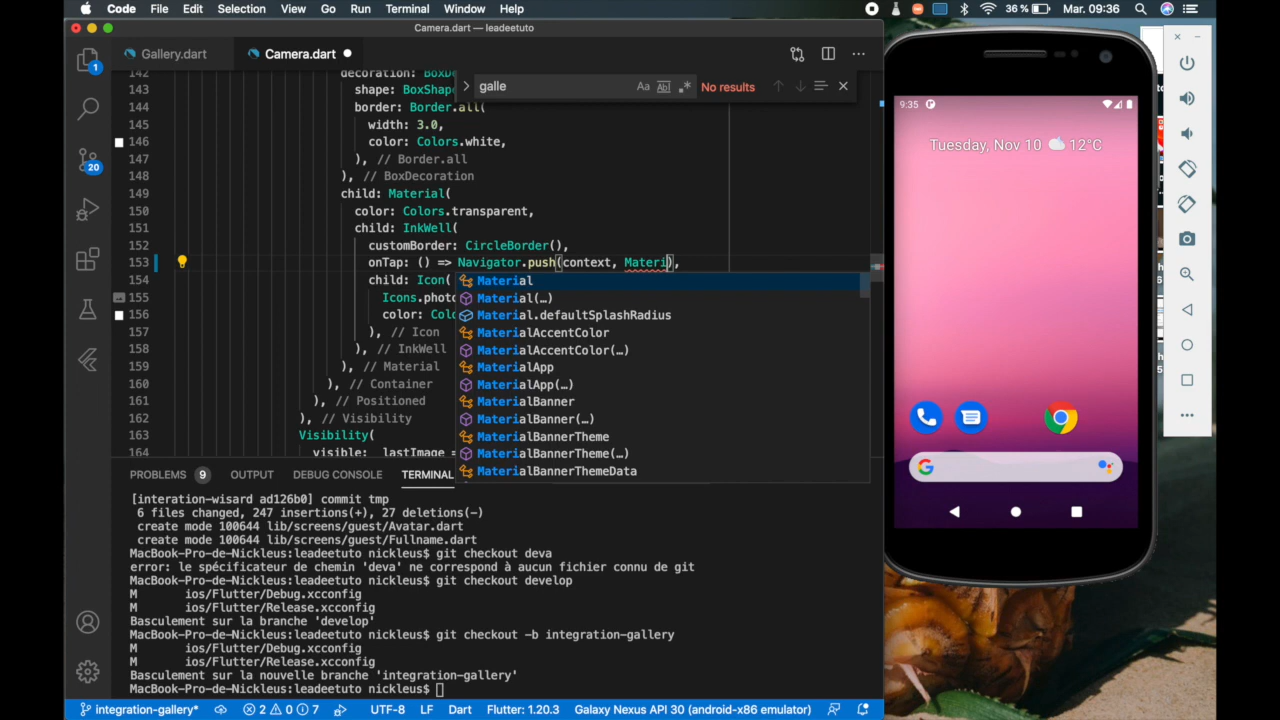 Code File Edit Selection View Go Run Terminal Window Help 36 % Mar. 09:36
Camera.dart — leadeetuto
Gallery.dart Camera.dart
galle Aa Abl No results
142
143 shape: BoxShap
144 border: Border.all(
145 width: 3.0,
146 color: Colors.white,
147 ), // Border.all
148 ), // BoxDecoration
149 child: Material(
150 color: Colors.transparent,
151 child: InkWell(
152 customBorder: CircleBorder(),
153 onTap: () => Navigator.push(context, Materi),
154 child: Icon(
155 Icons.photo
156 color: Colo
157 ), // Icon
158 ), // InkWell
159 ), // Material
160 ), // Container
161 ), // Positioned
162 ), // Visibility
163 Visibility(
164 visible: lastImage =
Material
Material(…)
Material.defaultSplashRadius
MaterialAccentColor
MaterialAccentColor(…)
MaterialApp
MaterialApp(…)
MaterialBanner
MaterialBanner(…)
MaterialBannerTheme
MaterialBannerTheme(…)
MaterialBannerThemeData
PROBLEMS 9 OUTPUT DEBUG CONSOLE TERMINAL
[interation-wisard ad126b0] commit tmp
6 files changed, 247 insertions(+), 27 deletions(-)
create mode 100644 lib/screens/guest/Avatar.dart
create mode 100644 lib/screens/guest/Fullname.dart
MacBook-Pro-de-Nickleus:leadeetuto nickleus$ git checkout deva
error: le spécificateur de chemin 'deva' ne correspond à aucun fichier connu de git
MacBook-Pro-de-Nickleus:leadeetuto nickleus$ git checkout develop
M ios/Flutter/Debug.xcconfig
M ios/Flutter/Release.xcconfig
Basculement sur la branche 'develop'
MacBook-Pro-de-Nickleus:leadeetuto nickleus$ git checkout -b integration-gallery
M ios/Flutter/Debug.xcconfig
M ios/Flutter/Release.xcconfig
Basculement sur la nouvelle branche 'integration-gallery'
MacBook-Pro-de-Nickleus:leadeetuto nickleus$
integration-gallery* 2 0 7 UTF-8 LF Dart Flutter: 1.20.3 Galaxy Nexus API 30 (android-x86 emulator)
1
20
9:35
Tuesday, Nov 10 12°C